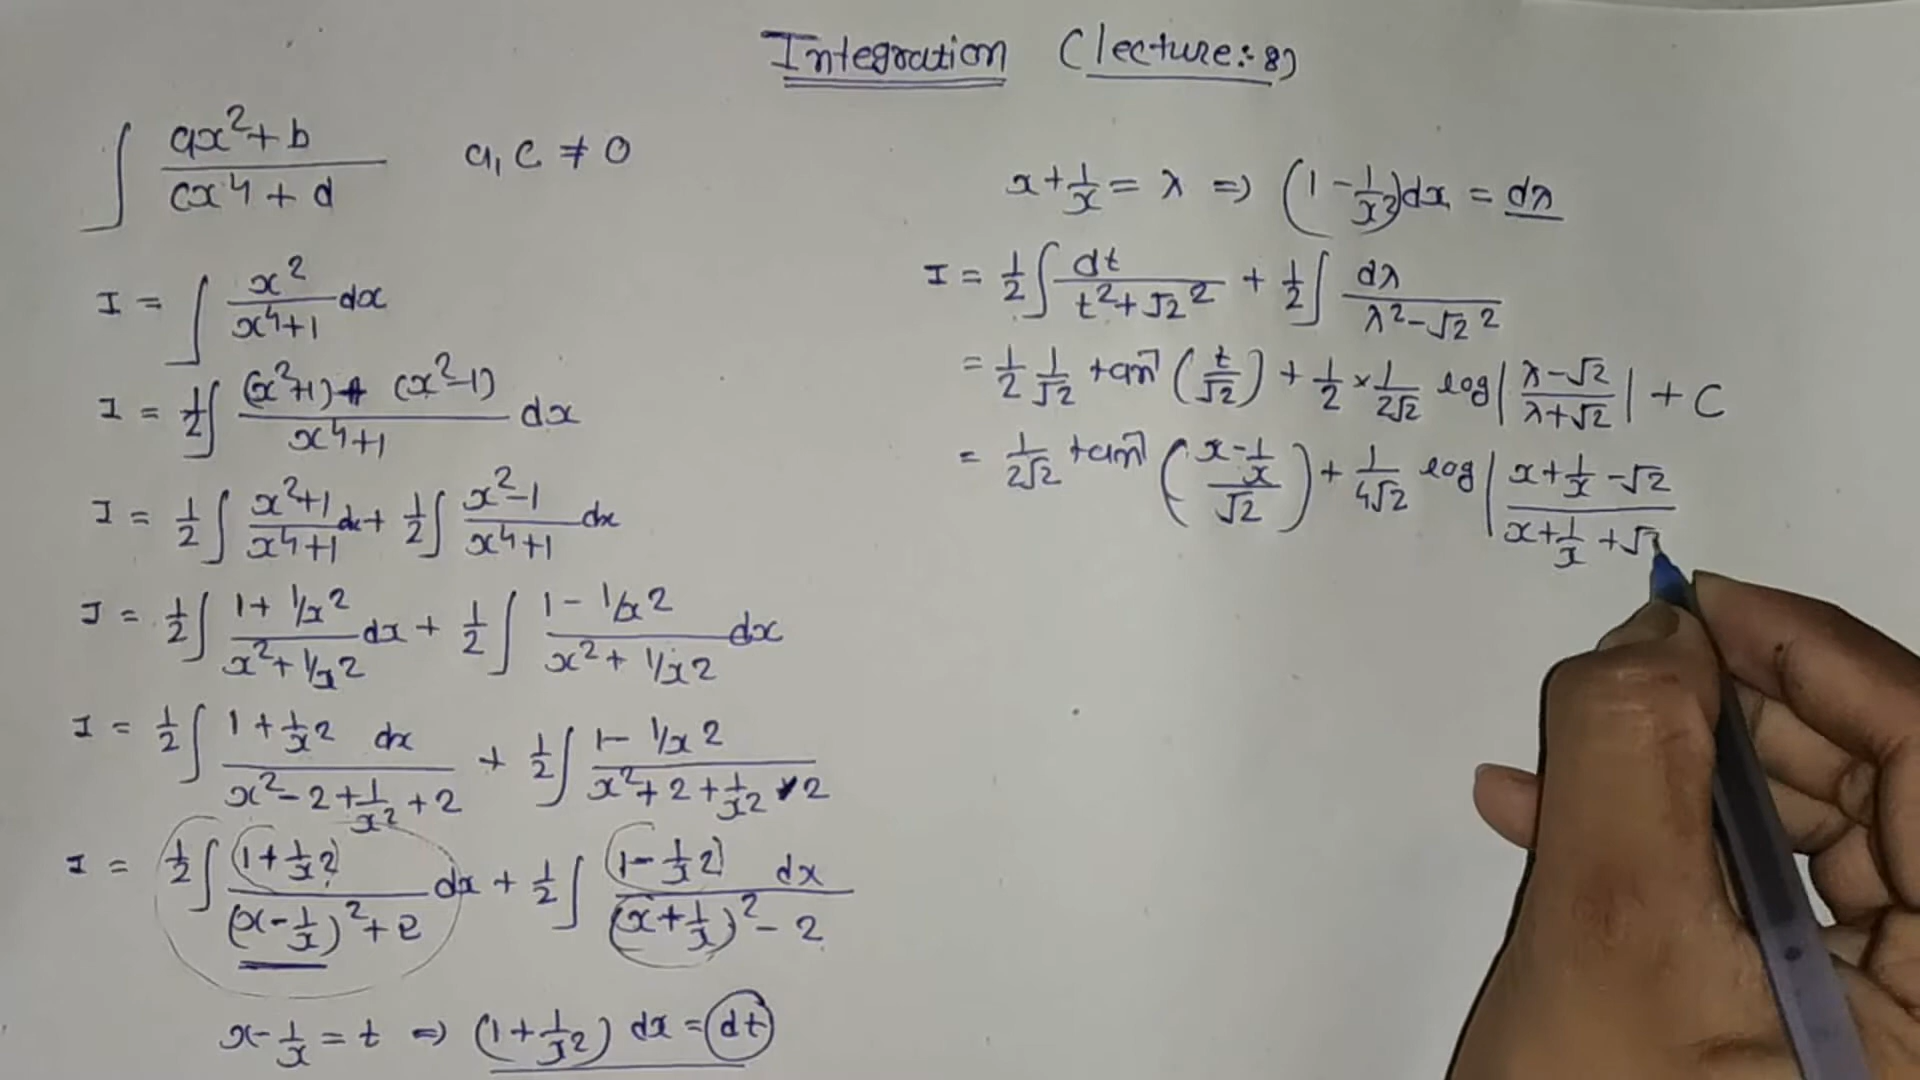 Integration (lecture:-8)
∫ (ax² + b)/(cx⁴ + d)   a, c ≠ 0
I = ∫ x²/(x⁴+1) dx
I = 1/2 ∫ ((x²+1) + (x²-1))/(x⁴+1) dx
I = 1/2 ∫ (x²+1)/(x⁴+1) dx + 1/2 ∫ (x²-1)/(x⁴+1) dx
I = 1/2 ∫ (1 + 1/x²)/(x² + 1/x²) dx + 1/2 ∫ (1 - 1/x²)/(x² + 1/x²) dx
I = 1/2 ∫ (1 + 1/x² dx)/(x² - 2 + 1/x² + 2) + 1/2 ∫ (1 - 1/x²)/(x² + 2 + 1/x² - 2)
I = 1/2 ∫ (1 + 1/x²)/((x - 1/x)² + 2) dx + 1/2 ∫ (1 - 1/x²) dx/((x + 1/x)² - 2)
x - 1/x = t ⇒ (1 + 1/x²) dx = dt
x + 1/x = λ ⇒ (1 - 1/x²) dx = dλ
I = 1/2 ∫ dt/(t² + √2²) + 1/2 ∫ dλ/(λ² - √2²)
= 1/2 1/√2 tan⁻¹ (t/√2) + 1/2 × 1/2√2 log |(λ - √2)/(λ + √2)| + C
= 1/2√2 tan⁻¹ ((x - 1/x)/√2) + 1/4√2 log |(x + 1/x - √2)/(x + 1/x + √2